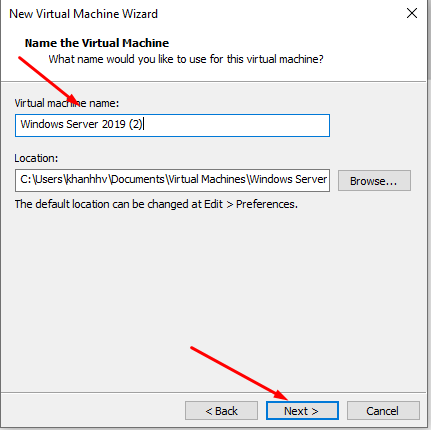 New Virtual Machine Wizard
Name the Virtual Machine
What name would you like to use for this virtual machine?
Virtual machine name:
Windows Server 2019 (2)
Location:
C:\Users\khanhhv\Documents\Virtual Machines\Windows Server
Browse...
The default location can be changed at Edit > Preferences.
< Back
Next >
Cancel